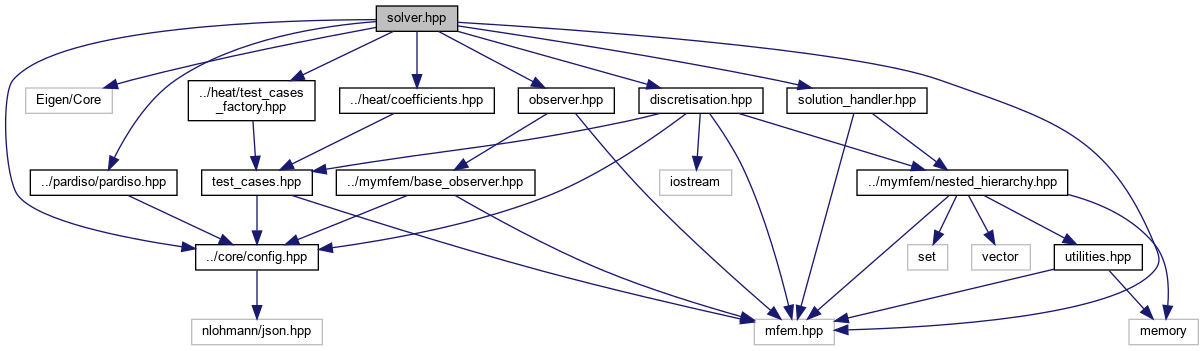 solver.hpp
Eigen/Core
../heat/test_cases
_factory.hpp
../heat/coefficients.hpp
observer.hpp
discretisation.hpp
solution_handler.hpp
../pardiso/pardiso.hpp
test_cases.hpp
../mymfem/base_observer.hpp
iostream
../mymfem/nested_hierarchy.hpp
../core/config.hpp
set
vector
utilities.hpp
nlohmann/json.hpp
mfem.hpp
memory